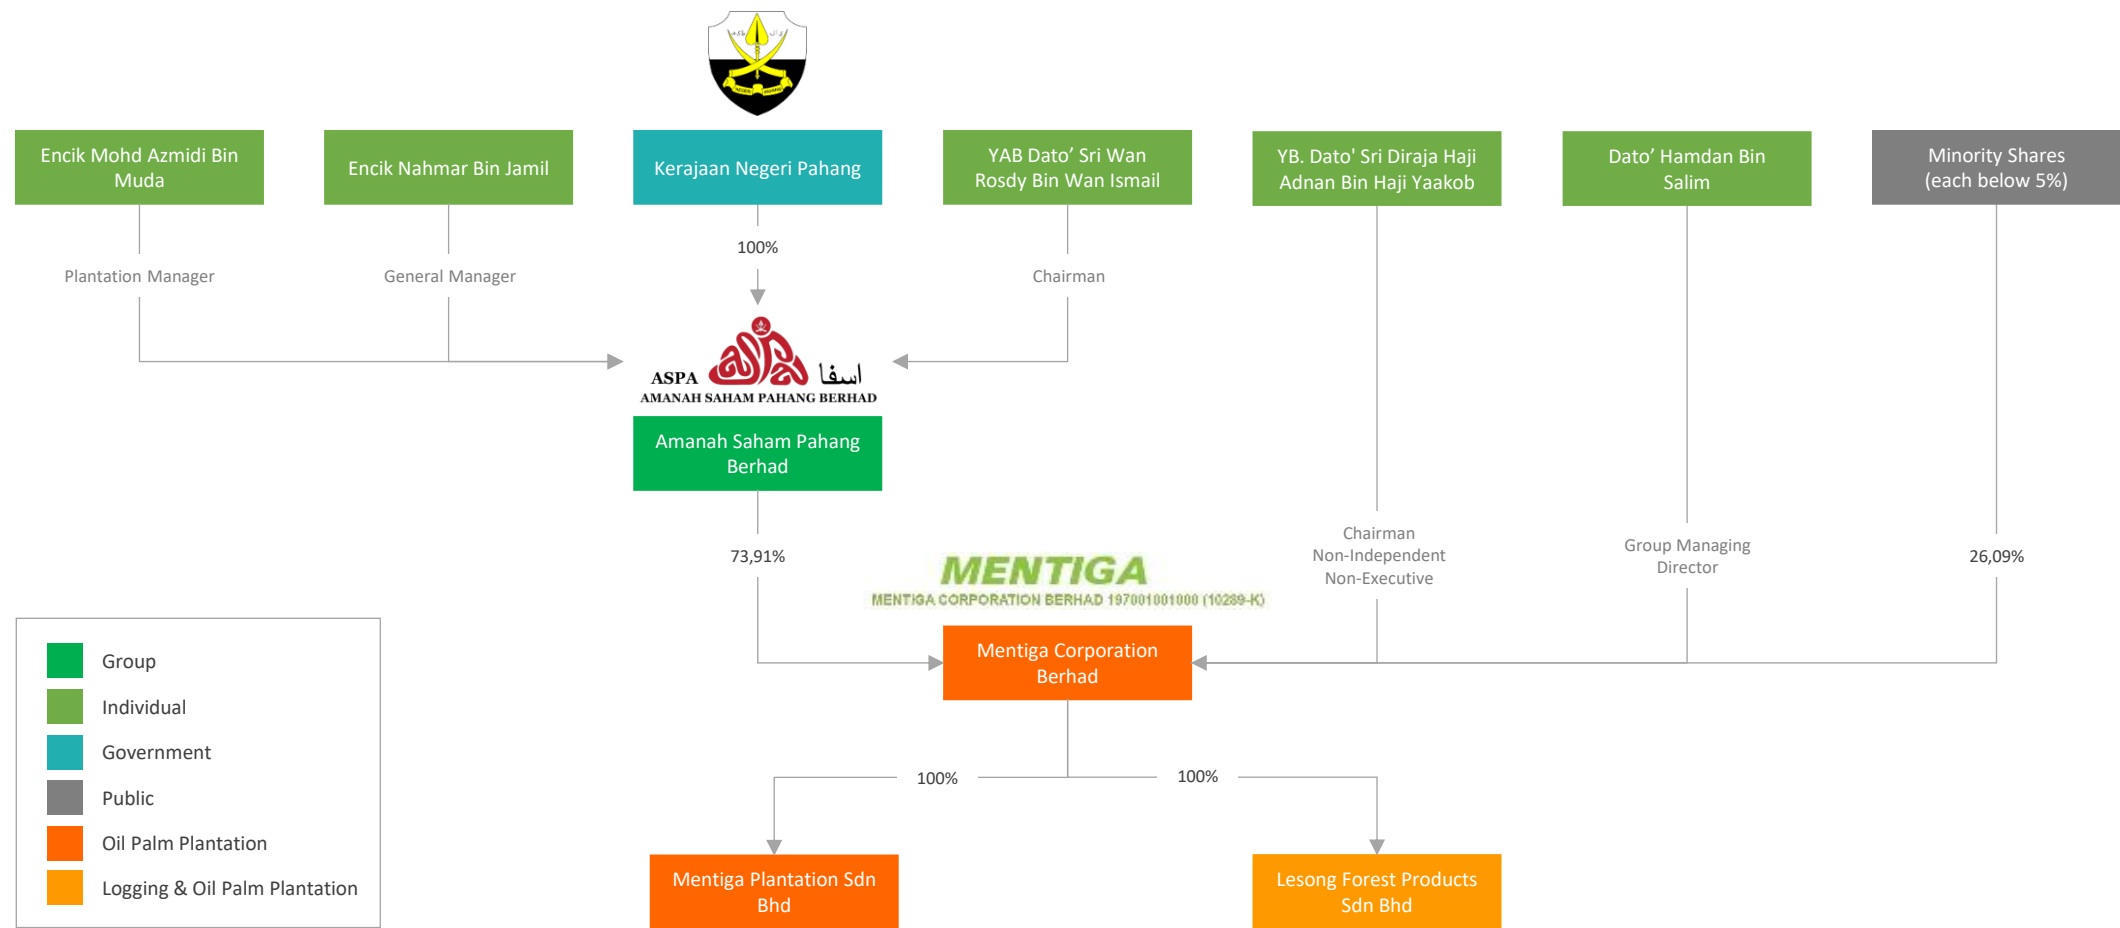 Encik Mohd Azmidi Bin
Muda
Encik Nahmar Bin Jamil
Kerajaan Negeri Pahang
YAB Dato’ Sri Wan
Rosdy Bin Wan Ismail
YB. Dato' Sri Diraja Haji
Adnan Bin Haji Yaakob
Dato’ Hamdan Bin
Salim
Minority Shares
(each below 5%)
100%
Plantation Manager
General Manager
Chairman
ASPA
اسفا
AMANAH SAHAM PAHANG BERHAD
Amanah Saham Pahang
Berhad
73,91%
Chairman
Non-Independent
Non-Executive
Group Managing
Director
26,09%
MENTIGA
MENTIGA CORPORATION BERHAD 197001001000 (10289-K)
Mentiga Corporation
Berhad
100%
100%
Mentiga Plantation Sdn
Bhd
Lesong Forest Products
Sdn Bhd
Group
Individual
Government
Public
Oil Palm Plantation
Logging & Oil Palm Plantation